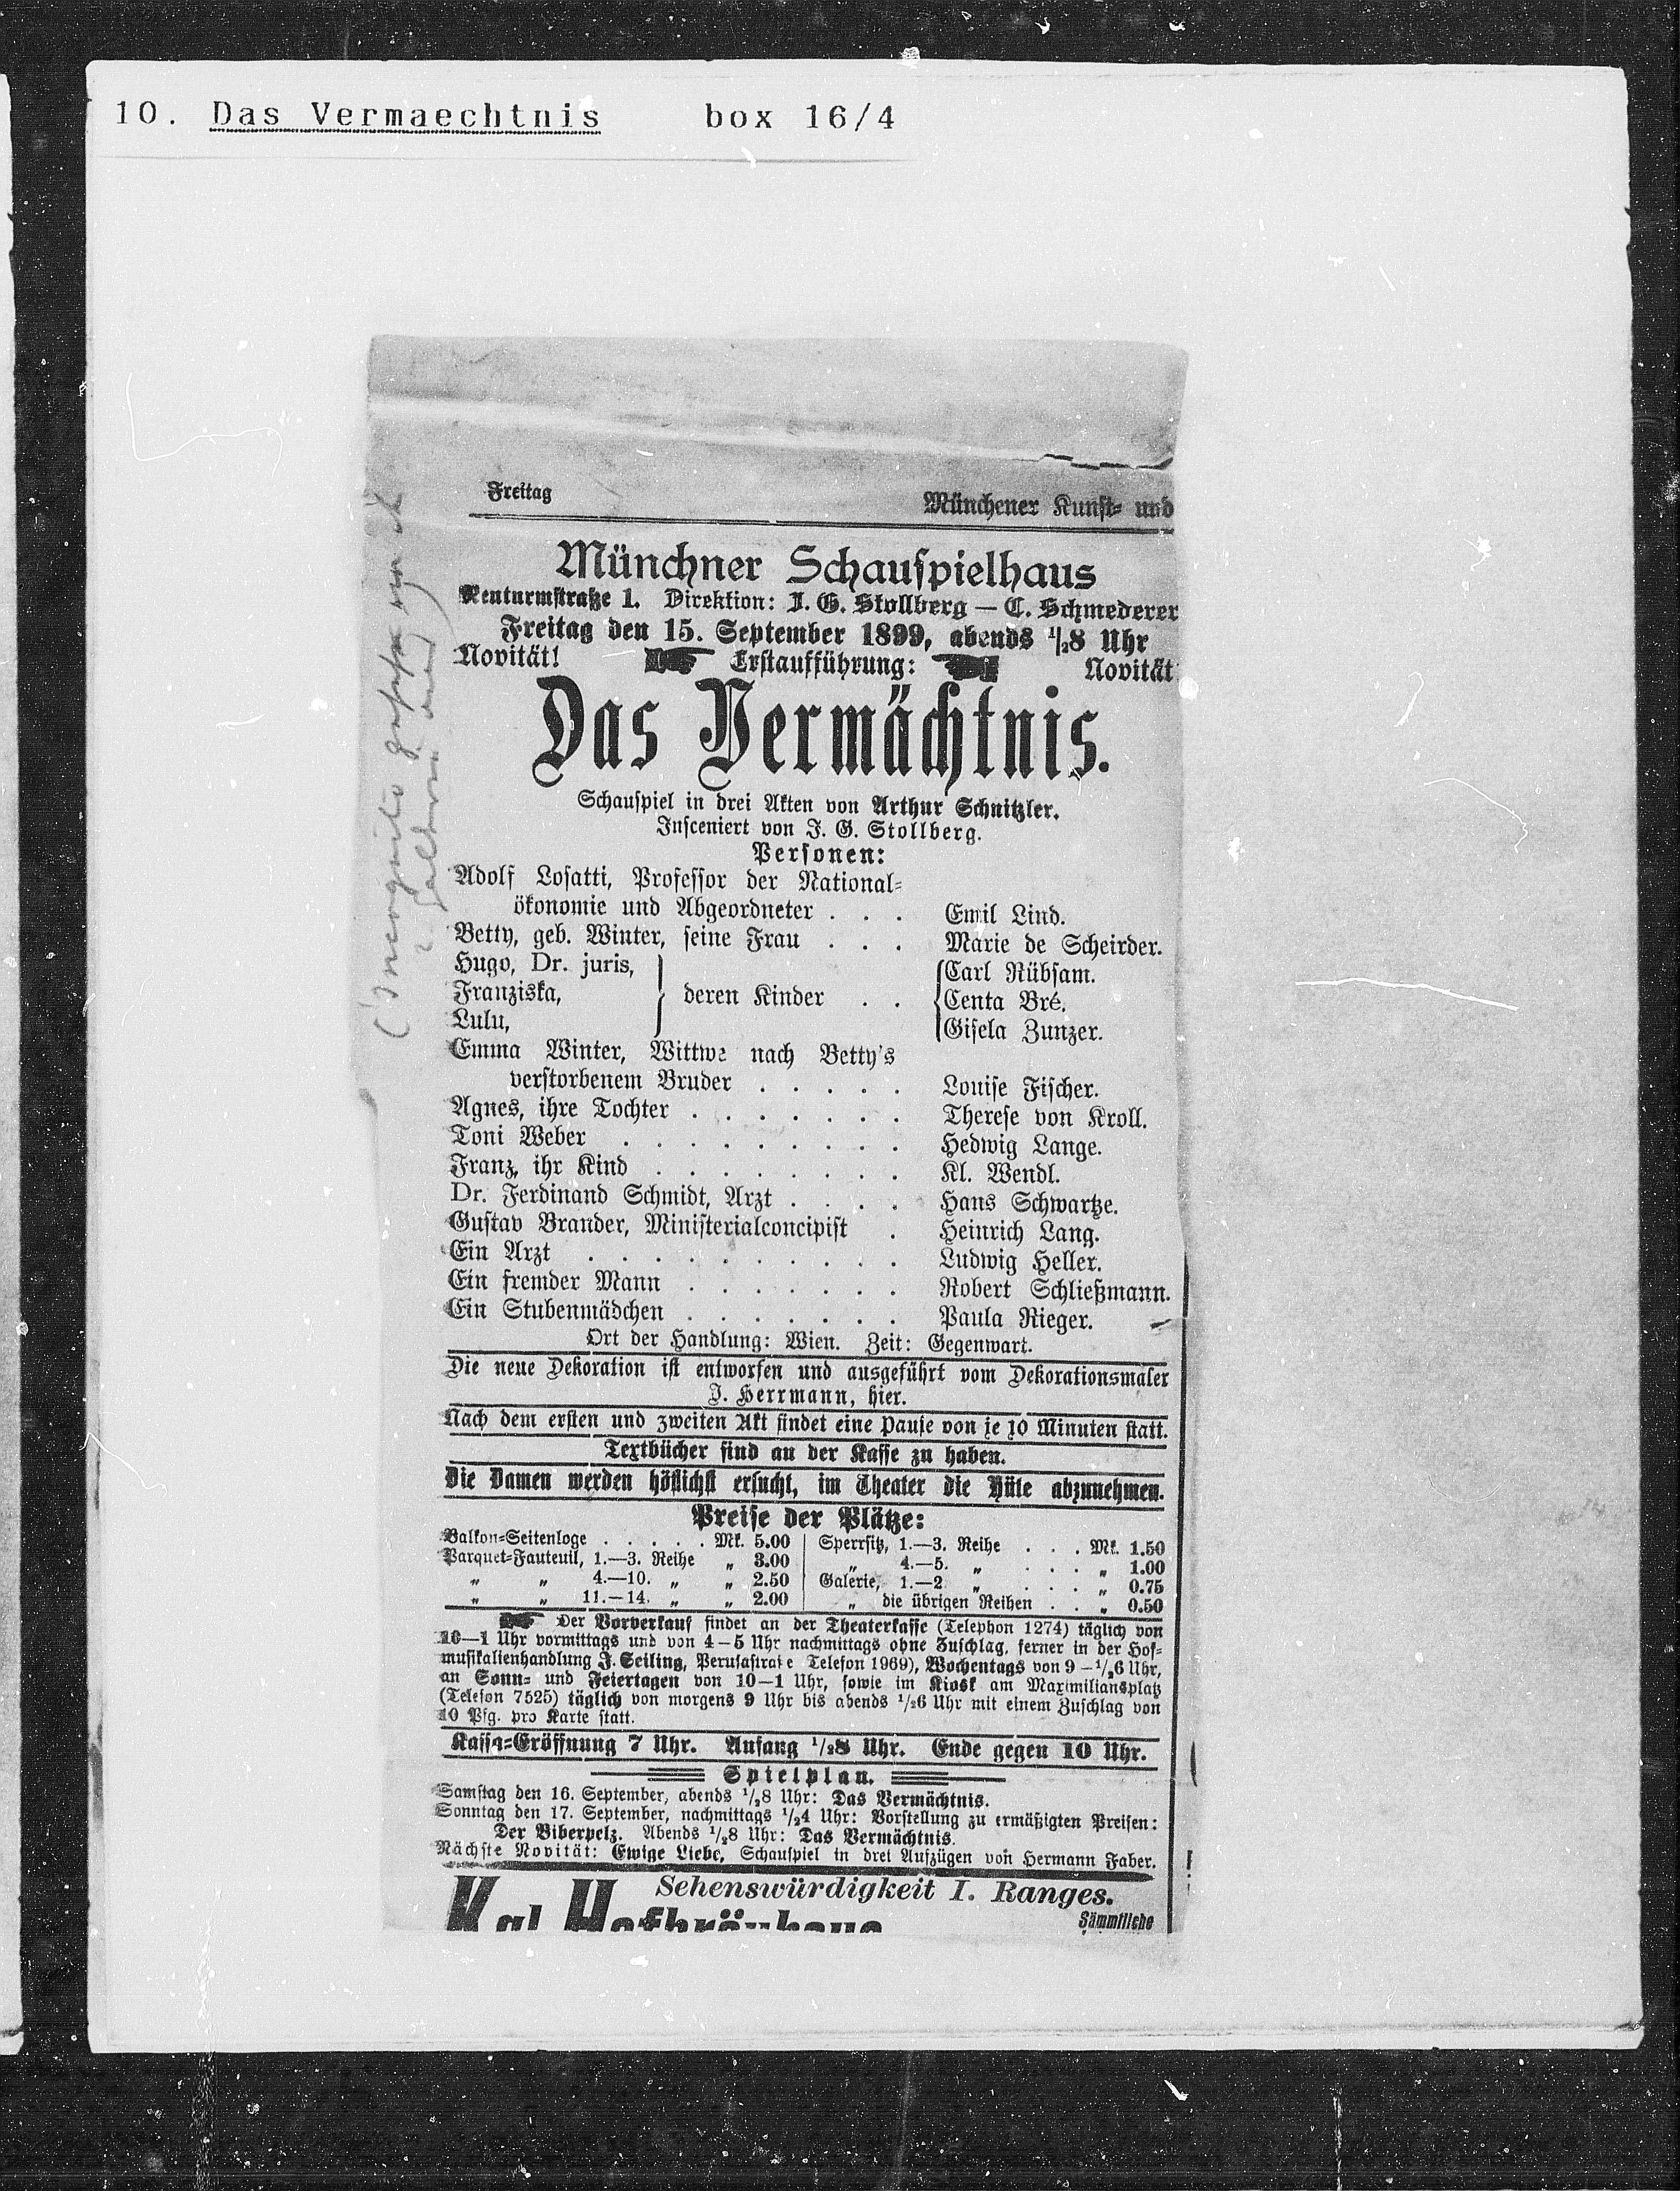 10. Das Vermaechtnis box 16/4
Freitag
Münchener Kunst- und
Münchner Schauspielhaus
Neuturmstraße 1. Direktion: J. G. Stollberg — C. Schmederer
Freitag den 15. September 1899, abends 1/28 Uhr
Novität! Erstaufführung: Novität
Das Vermächtnis.
Schauspiel in drei Akten von Arthur Schnitzler.
Insceniert von J. G. Stollberg.
Personen:
Adolf Losatti, Professor der National-
ökonomie und Abgeordneter . . . Emil Lind.
Betty, geb. Winter, seine Frau . . . Marie de Scheirder.
Hugo, Dr. juris, Carl Rübsam.
Franziska, deren Kinder . . Centa Bré.
Lulu, Gisela Zunzer.
Emma Winter, Wittwe nach Betty's
verstorbenem Bruder . . . . . Louise Fischer.
Agnes, ihre Tochter . . . . . . . Therese von Kroll.
Toni Weber . . . . . . . . . Hedwig Lange.
Franz, ihr Kind . . . . . . . . Kl. Wendl.
Dr. Ferdinand Schmidt, Arzt . . . . Hans Schwartze.
Gustav Brander, Ministerialconcipist . Heinrich Lang.
Ein Arzt . . . . . . . . . . Ludwig Heller.
Ein fremder Mann . . . . . . . Robert Schließmann.
Ein Stubenmädchen . . . . . . . Paula Rieger.
Ort der Handlung: Wien. Zeit: Gegenwart.
Die neue Dekoration ist entworfen und ausgeführt vom Dekorationsmaler
J. Herrmann, hier.
Nach dem ersten und zweiten Akt findet eine Pause von je 10 Minuten statt.
Textbücher sind an der Kasse zu haben.
Die Damen werden höflichst ersucht, im Theater die Hüte abzunehmen.
Preise der Plätze:
Balkon-Seitenloge . . . . . Mk. 5.00
Parquet-Fauteuil, 1.—3. Reihe „ 3.00
„ „ 4.—10. „ „ 2.50
„ „ 11.—14. „ „ 2.00
Sperrsitz, 1.—3. Reihe . . . Mk. 1.50
„ 4.—5. „ . . . „ 1.00
Galerie, 1.—2 „ . . . „ 0.75
„ die übrigen Reihen . . „ 0.50
Der Vorverkauf findet an der Theaterkasse (Telephon 1274) täglich von
10—1 Uhr vormittags und von 4—5 Uhr nachmittags ohne Zuschlag, ferner in der Hof-
musikalienhandlung J. Seiling, Perusastraße Telefon 1969), Wochentags von 9—1/26 Uhr,
an Sonn- und Feiertagen von 10—1 Uhr, sowie im Kiosk am Maximiliansplatz
(Telefon 7525) täglich von morgens 9 Uhr bis abends 1/26 Uhr mit einem Zuschlag von
10 Pfg. pro Karte statt.
Kassa-Eröffnung 7 Uhr. Anfang 1/28 Uhr. Ende gegen 10 Uhr.
Spielplan.
Samstag den 16. September, abends 1/28 Uhr: Das Vermächtnis.
Sonntag den 17. September, nachmittags 1/24 Uhr: Vorstellung zu ermäßigten Preisen:
Der Biberpelz. Abends 1/28 Uhr: Das Vermächtnis.
Nächste Novität: Ewige Liebe, Schauspiel in drei Aufzügen von Hermann Faber.
Sehenswürdigkeit I. Ranges.
Kgl. Hofbräuhaus
Sämmtliche